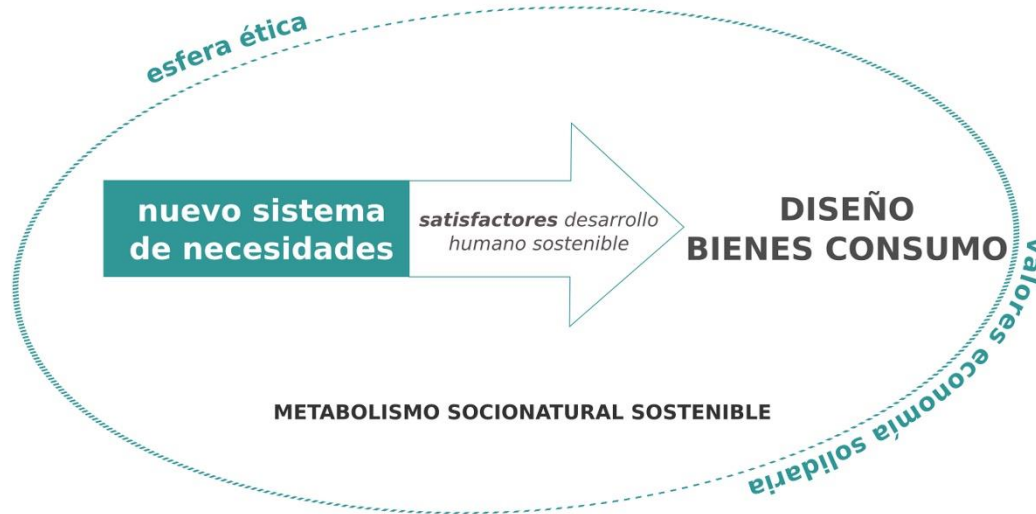 esfera ética
nuevo sistema
de necesidades
satisfactores desarrollo
humano sostenible
DISEÑO
BIENES CONSUMO
valores economía solidaria
METABOLISMO SOCIONATURAL SOSTENIBLE